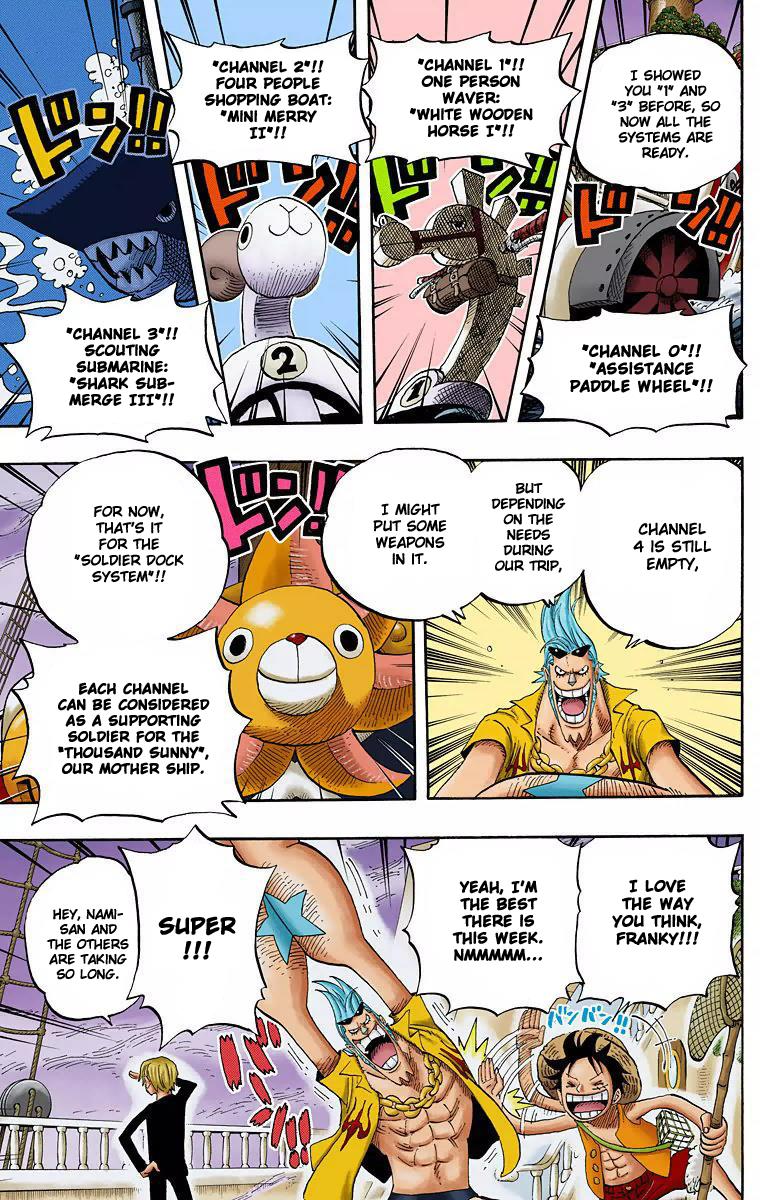 I SHOWED
YOU "1" AND
"3" BEFORE, SO
NOW ALL THE
SYSTEMS ARE
READY.
ドン!!
"CHANNEL 0"!!
"ASSISTANCE
PADDLE WHEEL"!!
"CHANNEL 1"!!
ONE PERSON
WAVER:
"WHITE WOODEN
HORSE I"!!
ドン!!
1
"CHANNEL 2"!!
FOUR PEOPLE
SHOPPING BOAT:
"MINI MERRY
II"!!
ドン!!
2
ドン!!
"CHANNEL 3"!!
SCOUTING
SUBMARINE:
"SHARK SUB-
MERGE III"!!
CHANNEL
4 IS STILL
EMPTY,
BUT
DEPENDING
ON THE
NEEDS
DURING
OUR TRIP,
I MIGHT
PUT SOME
WEAPONS
IN IT.
ドン!!
FOR NOW,
THAT'S IT
FOR THE
"SOLDIER DOCK
SYSTEM"!!
EACH CHANNEL
CAN BE CONSIDERED
AS A SUPPORTING
SOLDIER FOR THE
"THOUSAND SUNNY",
OUR MOTHER SHIP.
I LOVE
THE WAY
YOU THINK,
FRANKY!!!
YEAH, I'M
THE BEST
THERE IS
THIS WEEK.
NMMMMM...
バンバン!!
SUPER
!!!
HEY, NAMI-
SAN AND
THE OTHERS
ARE TAKING
SO LONG.